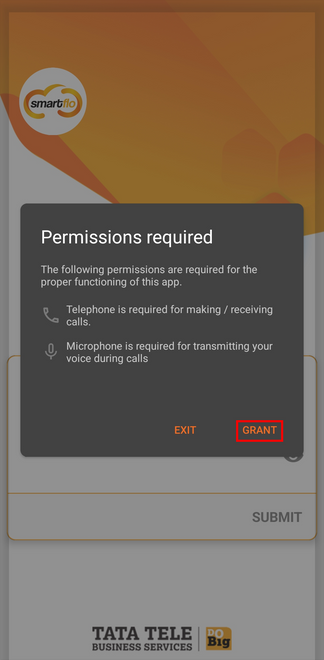 smartflo
Permissions required
The following permissions are required for the
proper functioning of this app.
Telephone is required for making / receiving
calls.
Microphone is required for transmitting your
voice during calls
EXIT
GRANT
SUBMIT
TATA TELE
BUSINESS SERVICES
DO
Big